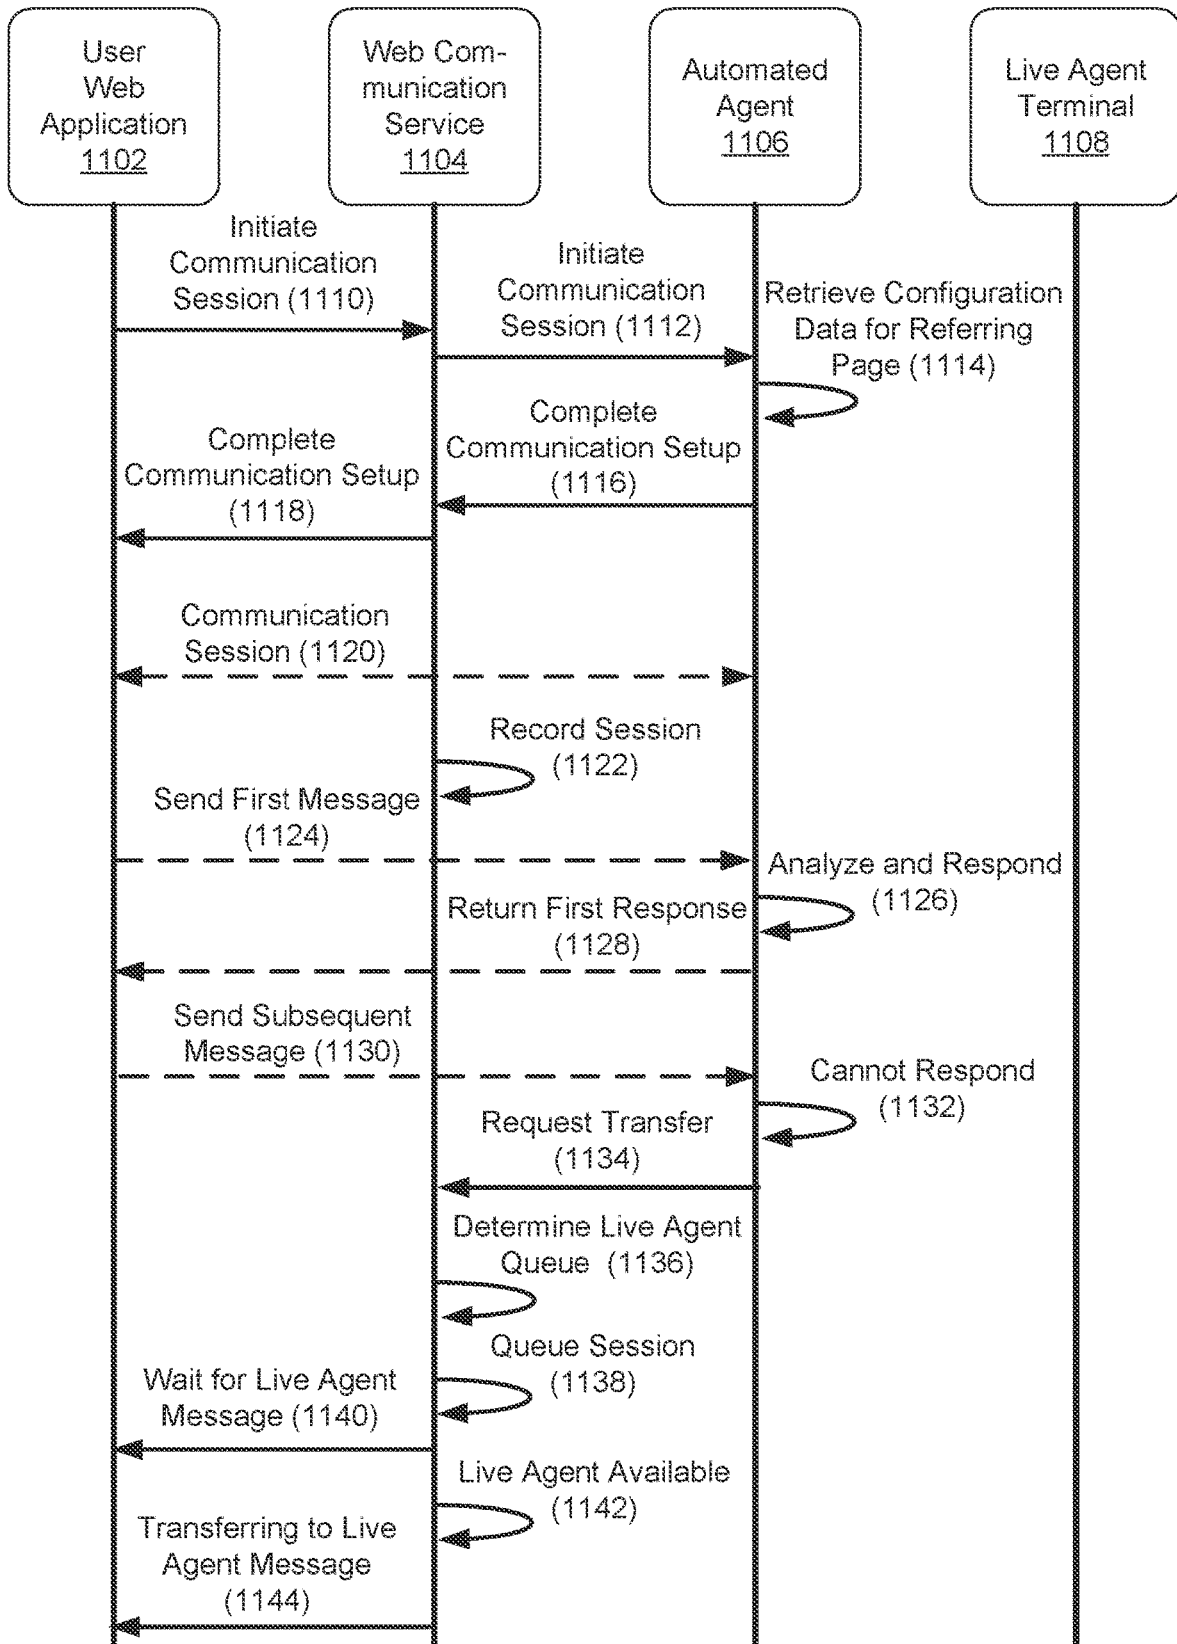 User
Web
Application
1102
Web Com-
munication
Service
1104
Automated
Agent
1106
Live Agent
Terminal
1108
Initiate
Communication
Session (1110)
Initiate
Communication
Session (1112)
Retrieve Configuration
Data for Referring
Page (1114)
Complete
Communication Setup
(1116)
Complete
Communication Setup
(1118)
Communication
Session (1120)
Record Session
(1122)
Send First Message
(1124)
Analyze and Respond
(1126)
Return First Response
(1128)
Send Subsequent
Message (1130)
Cannot Respond
(1132)
Request Transfer
(1134)
Determine Live Agent
Queue (1136)
Queue Session
(1138)
Wait for Live Agent
Message (1140)
Live Agent Available
(1142)
Transferring to Live
Agent Message
(1144)